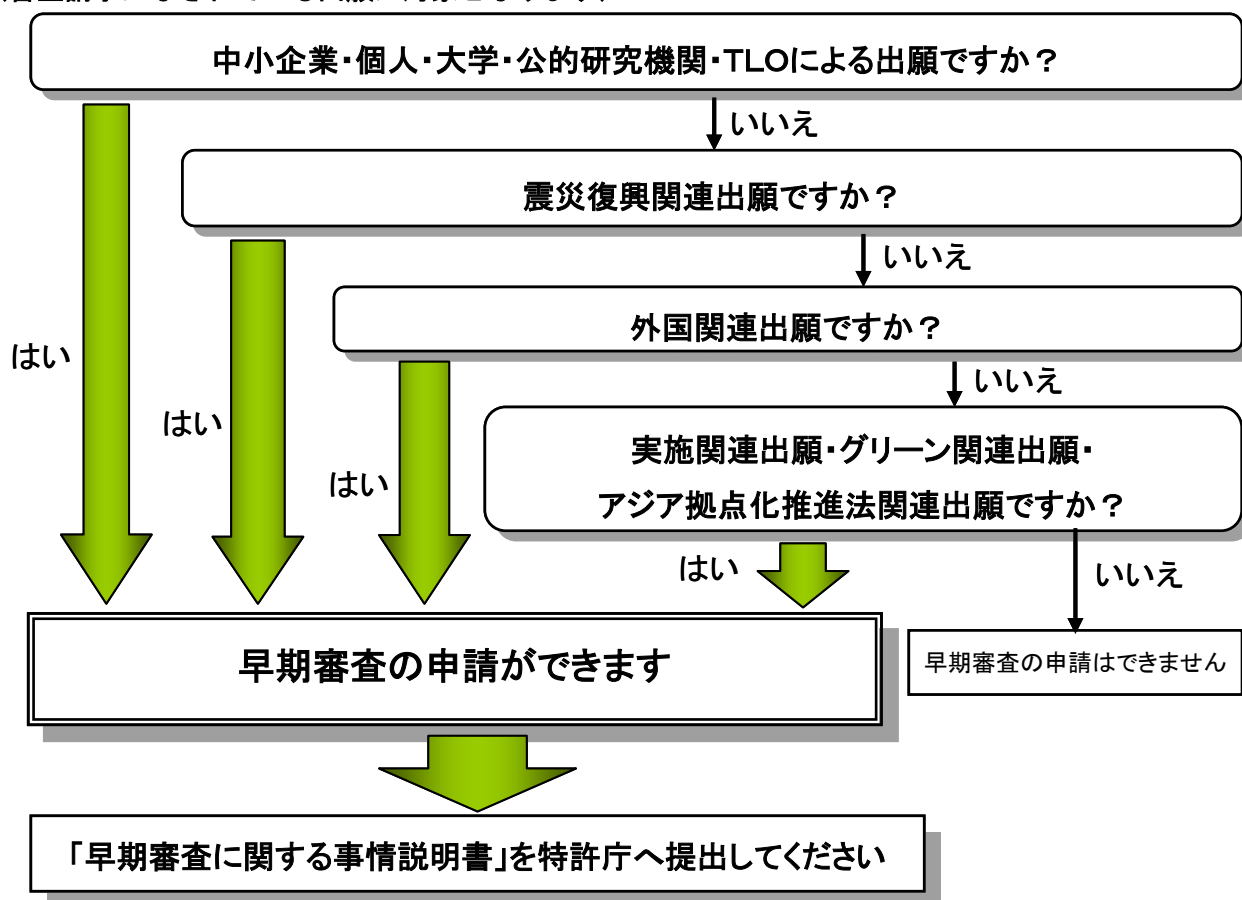 中小企業・個人・大学・公的研究機関・TLOによる出願ですか？
いいえ
震災復興関連出願ですか？
いいえ
外国関連出願ですか？
はい
いいえ
はい
実施関連出願・グリーン関連出願・
アジア拠点化推進法関連出願ですか？
はい
はい
いいえ
早期審査の申請ができます
早期審査の申請はできません
「早期審査に関する事情説明書」を特許庁へ提出してください